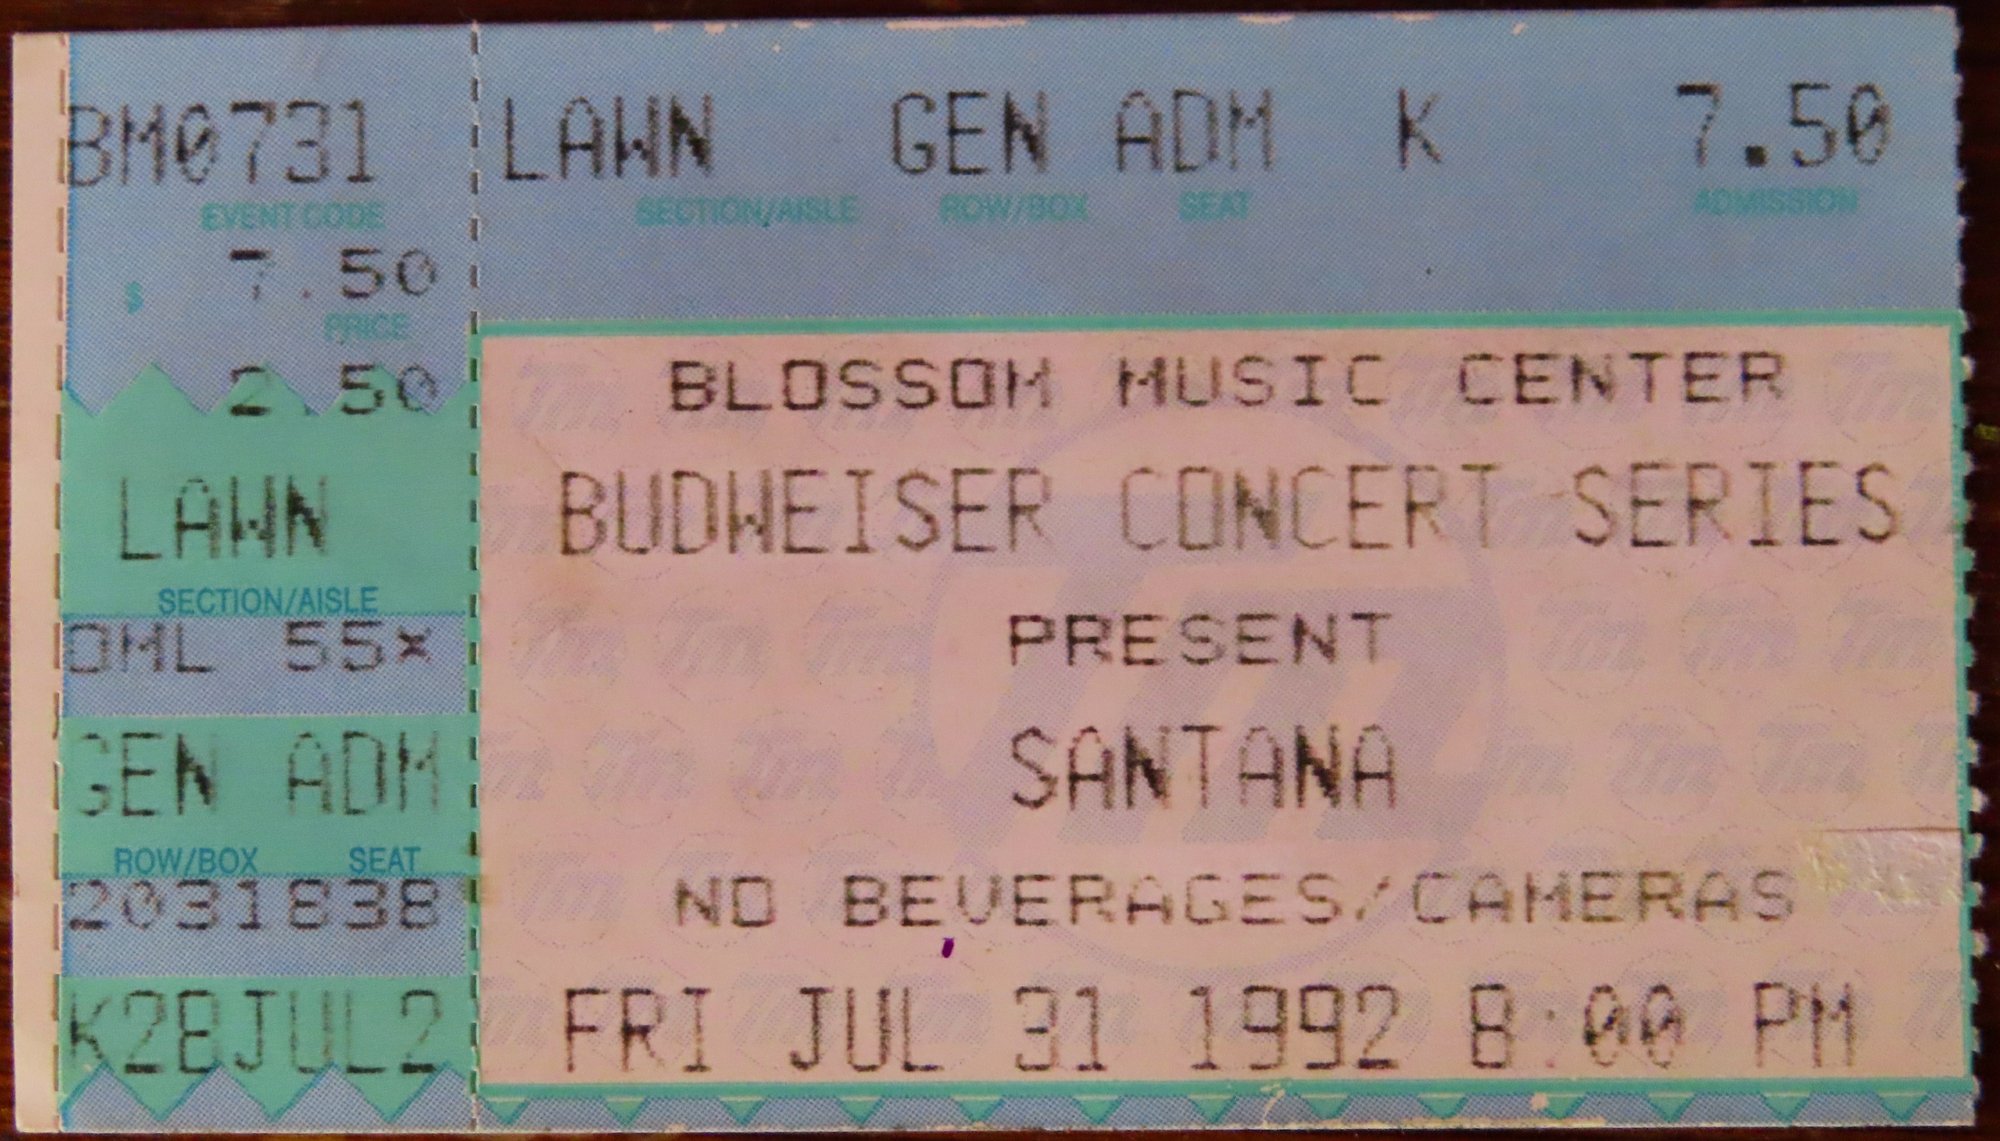 BM0731
EVENT CODE
$ 7.50
PRICE
2.50
LAWN
SECTION/AISLE
OML 55×
GEN ADM
ROW/BOX SEAT
2031838
K28JUL2
LAWN GEN ADM K 7.50
SECTION/AISLE ROW/BOX SEAT ADMISSION
BLOSSOM MUSIC CENTER
BUDWEISER CONCERT SERIES
PRESENT
SANTANA
NO BEVERAGES/CAMERAS
FRI JUL 31 1992 8:00 PM